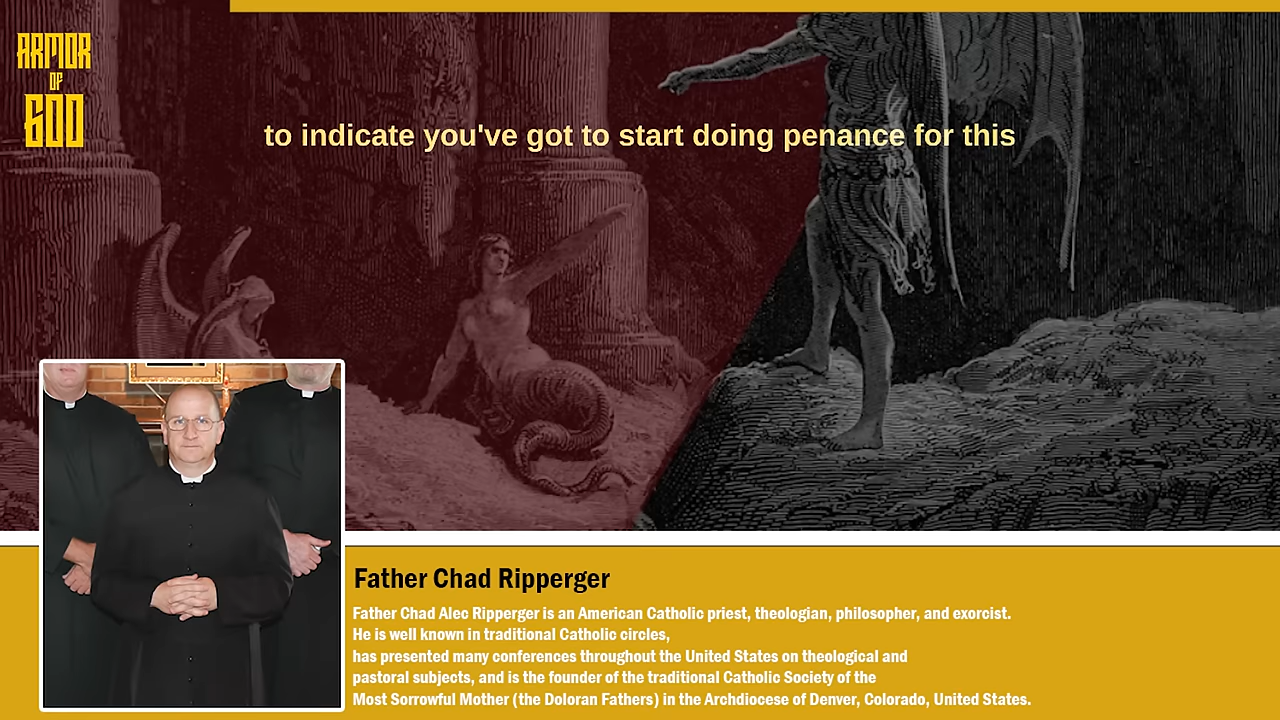 ARMOR
OF
GOD
to indicate you've got to start doing penance for this
Father Chad Ripperger
Father Chad Alec Ripperger is an American Catholic priest, theologian, philosopher, and exorcist.
He is well known in traditional Catholic circles,
has presented many conferences throughout the United States on theological and
pastoral subjects, and is the founder of the traditional Catholic Society of the
Most Sorrowful Mother (the Doloran Fathers) in the Archdiocese of Denver, Colorado, United States.